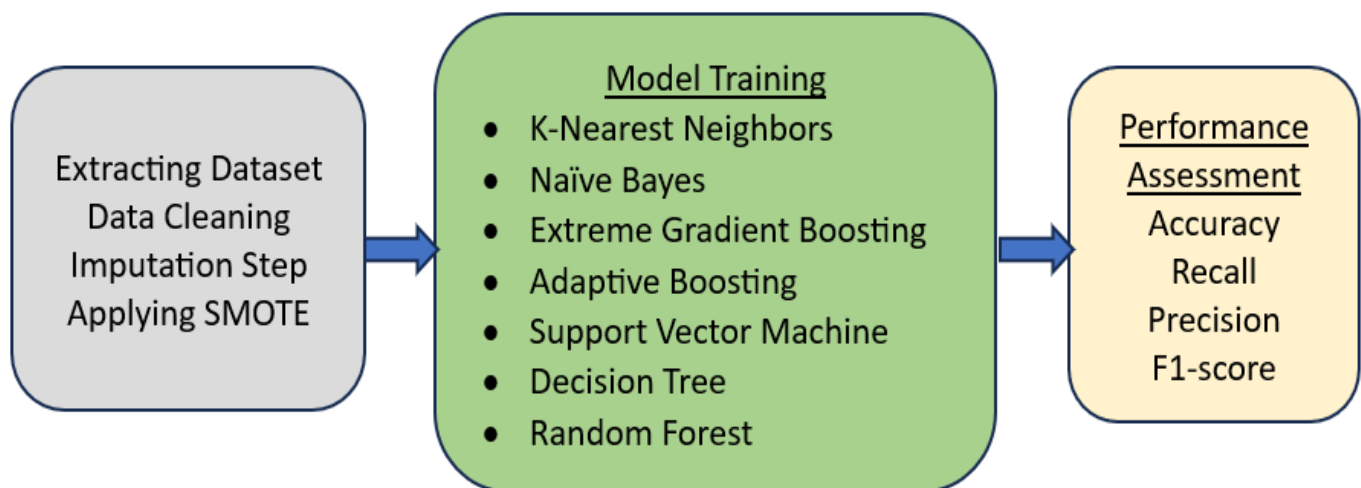 Extracting Dataset
Data Cleaning
Imputation Step
Applying SMOTE
Model Training
• K-Nearest Neighbors
• Naïve Bayes
• Extreme Gradient Boosting
• Adaptive Boosting
• Support Vector Machine
• Decision Tree
• Random Forest
Performance
Assessment
Accuracy
Recall
Precision
F1-score